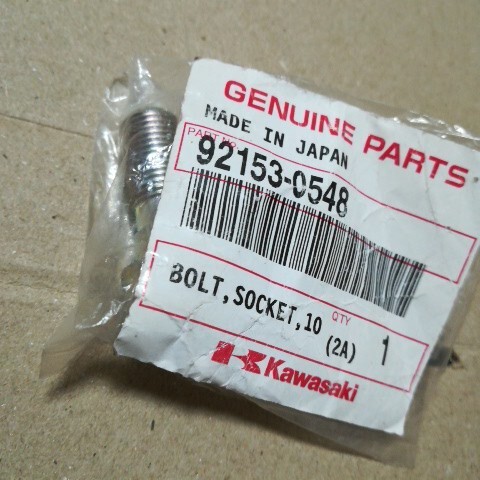 GENUINE PARTS
MADE IN JAPAN
PART NO.
92153-0548
BOLT,SOCKET,10
QTY
(2A)
1
Kawasaki